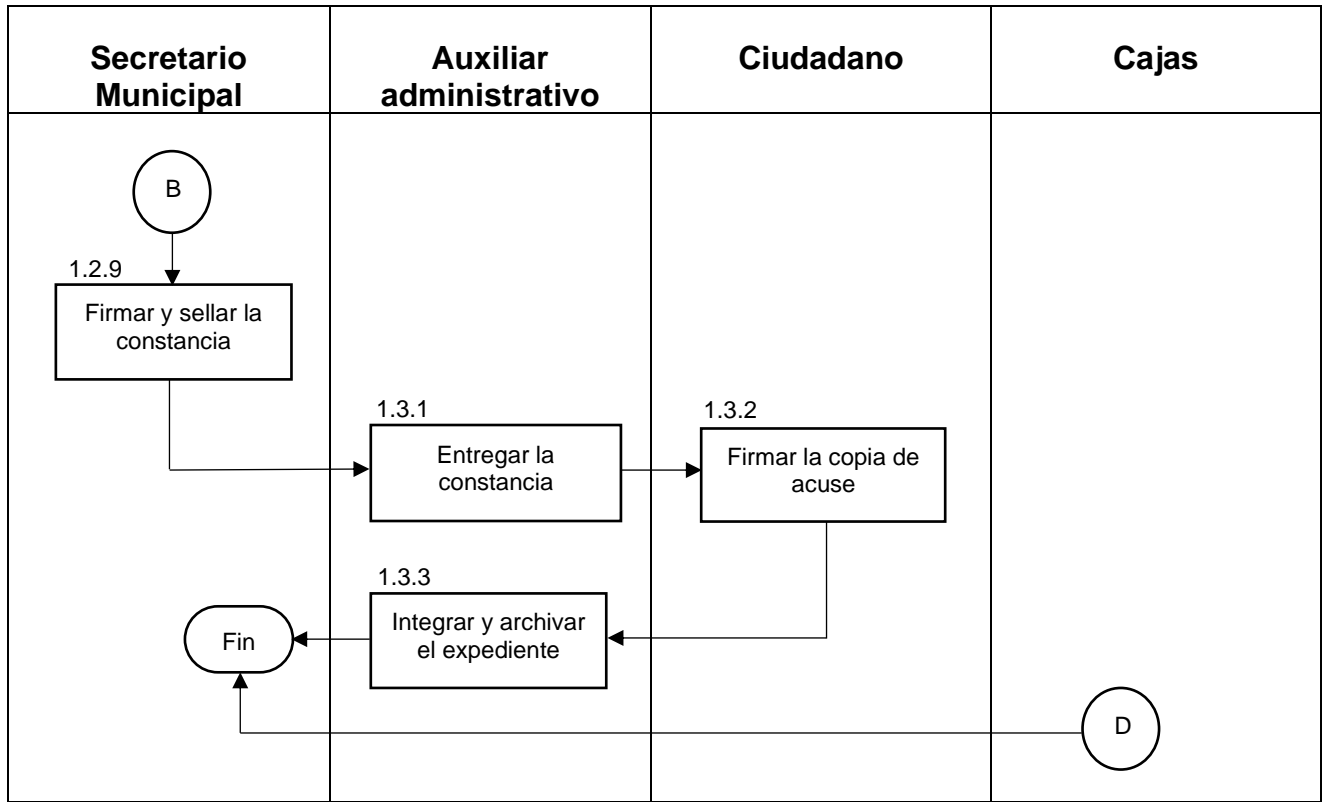 Secretario
Municipal
Auxiliar
administrativo
Ciudadano
Cajas
B
1.2.9
Firmar y sellar la
constancia
1.3.1
Entregar la
constancia
1.3.2
Firmar la copia de
acuse
1.3.3
Integrar y archivar
el expediente
Fin
D